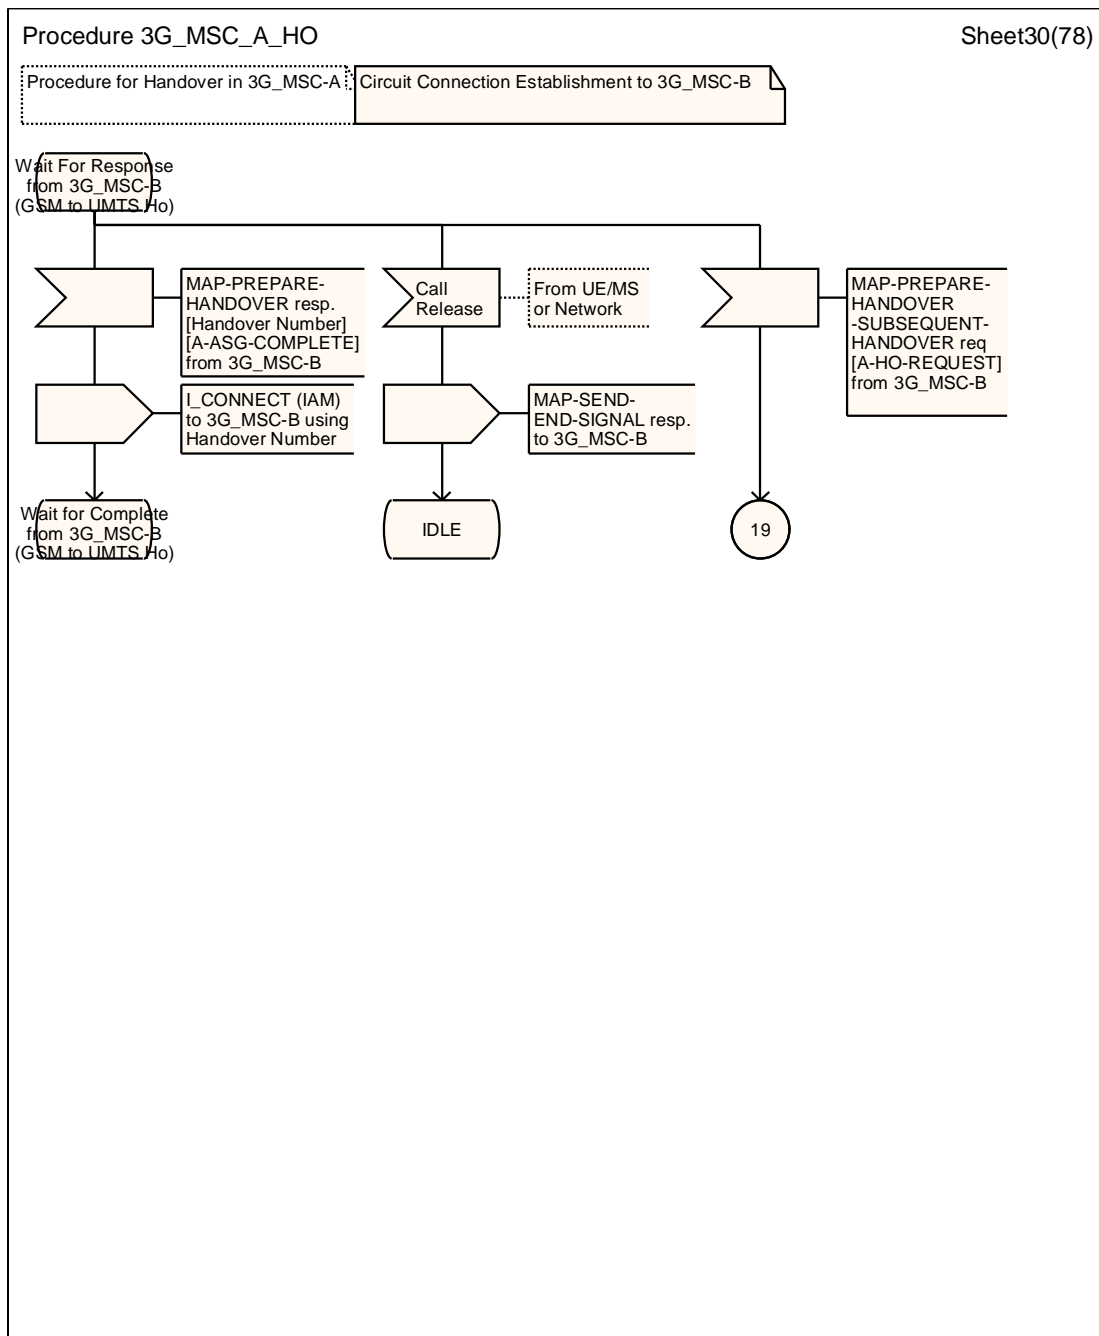 Procedure 3G_MSC_A_HO
Sheet30(78)
Procedure for Handover in 3G_MSC-A
Circuit Connection Establishment to 3G_MSC-B
Wait For Response
from 3G_MSC-B
(GSM to UMTS Ho)
MAP-PREPARE-
HANDOVER resp.
[Handover Number]
[A-ASG-COMPLETE]
from 3G_MSC-B
Call
Release
From UE/MS
or Network
MAP-PREPARE-
HANDOVER
-SUBSEQUENT-
HANDOVER req
[A-HO-REQUEST]
from 3G_MSC-B
I_CONNECT (IAM)
to 3G_MSC-B using
Handover Number
MAP-SEND-
END-SIGNAL resp.
to 3G_MSC-B
Wait for Complete
from 3G_MSC-B
(GSM to UMTS Ho)
IDLE
19